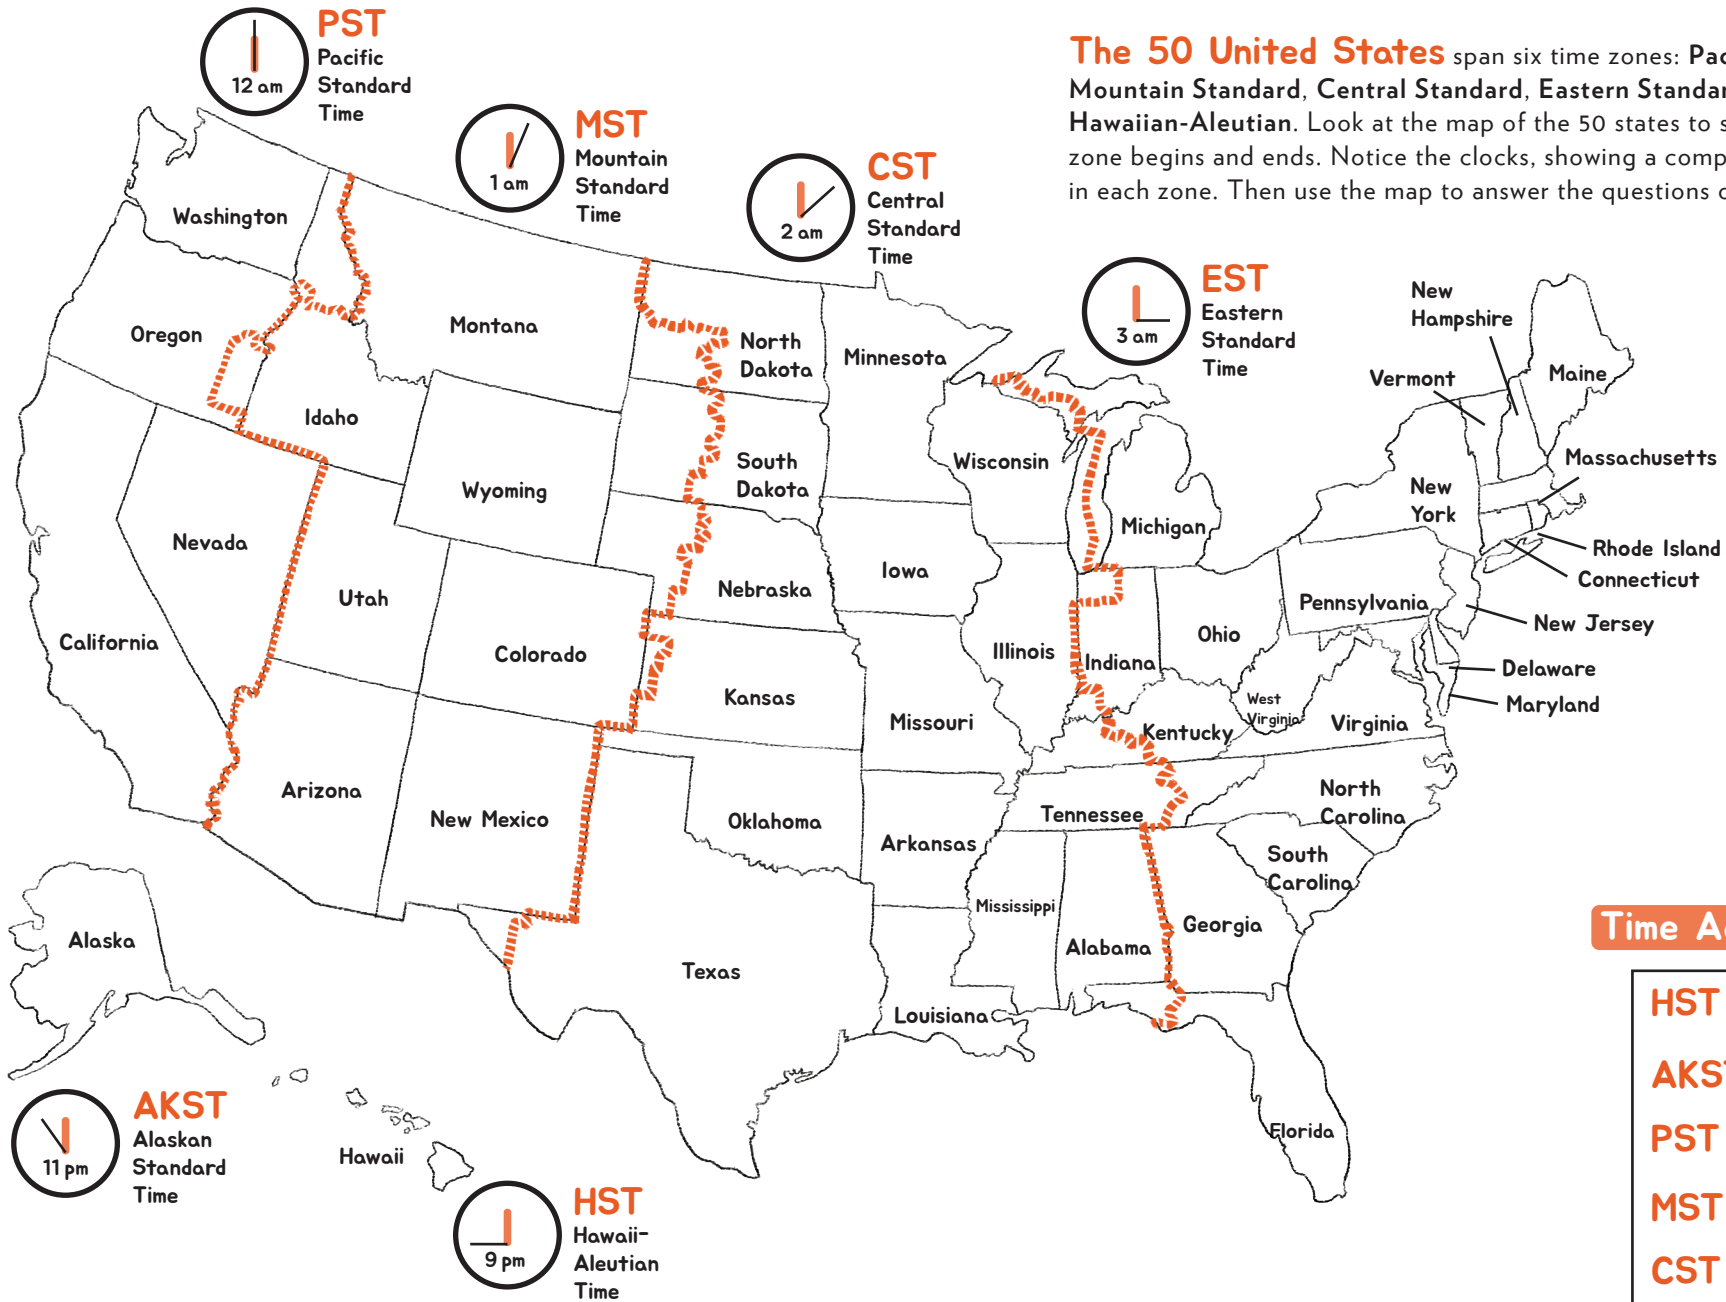 The 50 United States span six time zones:
Mountain Standard, Central Standard, Eastern
Hawaiian-Aleutian. Look at the map of the 50 states to
zone begins and ends. Notice the clocks, showing a
in each zone. Then use the map to answer the questions
PST
Pacific
Standard
Time
12 am
MST
Mountain
Standard
Time
1 am
CST
Central
Standard
Time
2 am
EST
Eastern
Standard
Time
3 am
Washington
Oregon
California
Nevada
Idaho
Montana
Wyoming
Utah
Colorado
Arizona
New Mexico
North
Dakota
South
Dakota
Nebraska
Kansas
Oklahoma
Texas
Minnesota
Iowa
Missouri
Arkansas
Louisiana
Wisconsin
Illinois
Michigan
Indiana
Ohio
Kentucky
Tennessee
Mississippi
Alabama
Georgia
Florida
South
Carolina
North
Carolina
Virginia
West
Virginia
Pennsylvania
New
York
Vermont
New
Hampshire
Maine
Massachusetts
Rhode Island
Connecticut
New Jersey
Delaware
Maryland
Alaska
Hawaii
AKST
Alaskan
Standard
Time
11 pm
HST
Hawaii-
Aleutian
Time
9 pm
Time
HST
AKST
PST
MST
CST